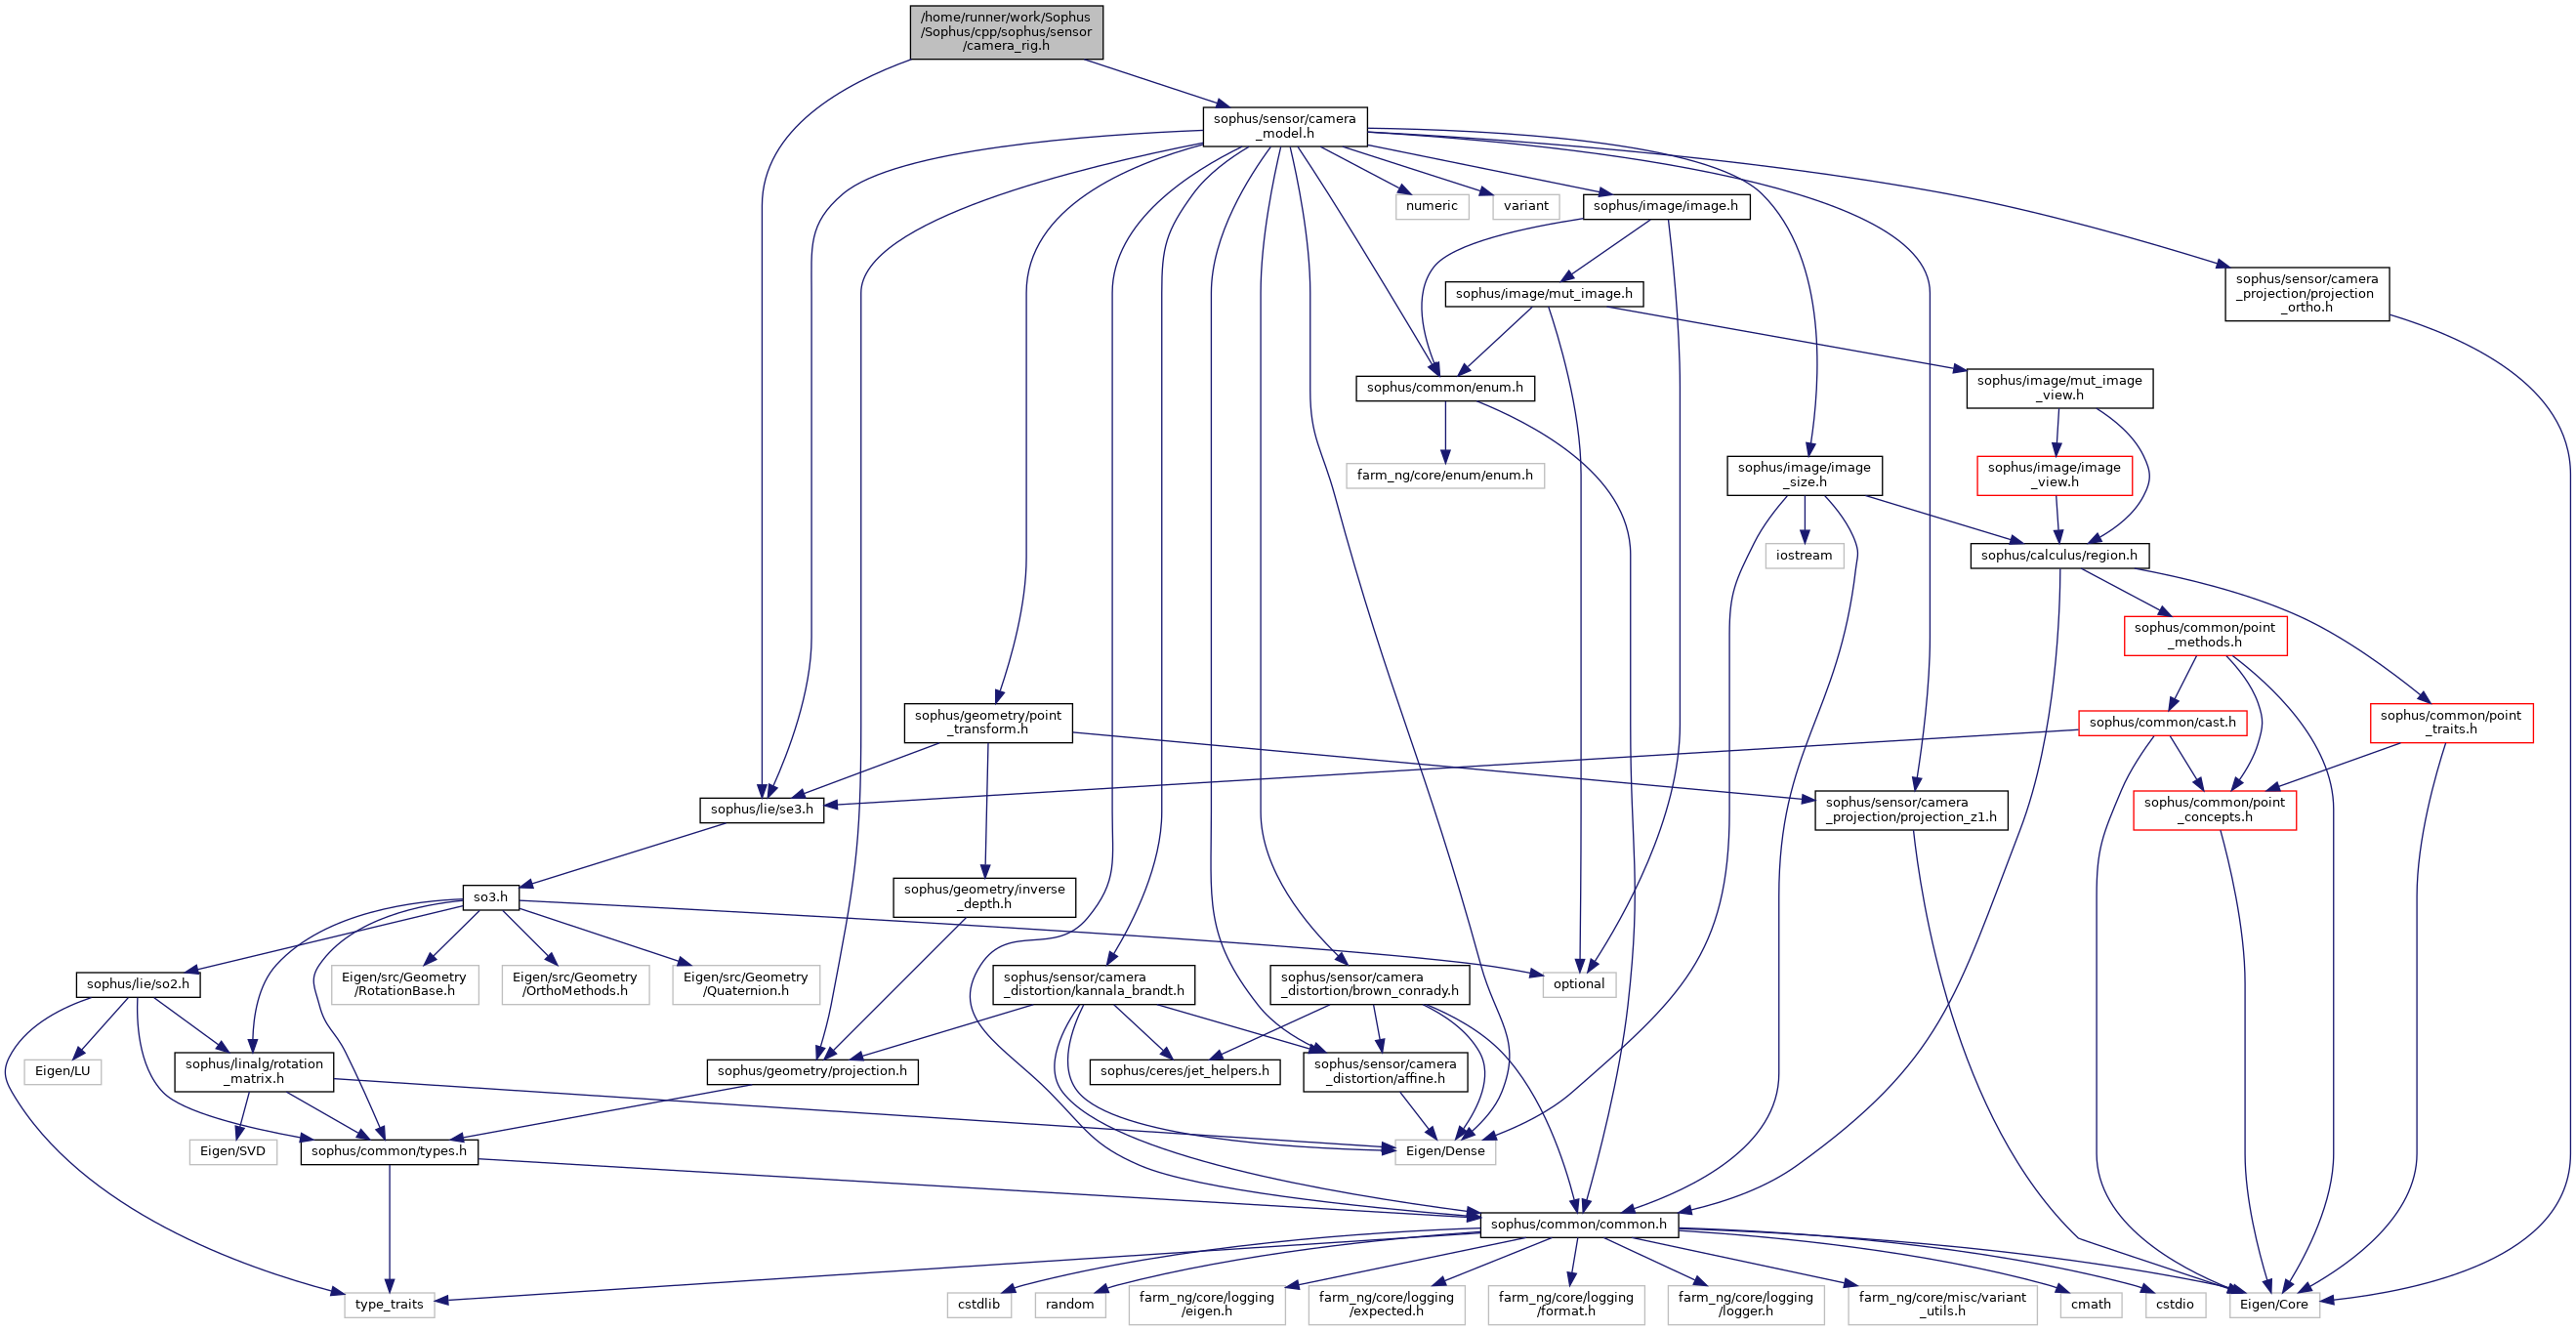 /home/runner/work/Sophus
/Sophus/cpp/sophus/sensor
/camera_rig.h
sophus/sensor/camera
_model.h
numeric
variant
sophus/image/image.h
sophus/sensor/camera
_projection/projection
_ortho.h
sophus/image/mut_image.h
sophus/common/enum.h
sophus/image/mut_image
_view.h
farm_ng/core/enum/enum.h
sophus/image/image
_size.h
sophus/image/image
_view.h
iostream
sophus/calculus/region.h
sophus/common/point
_methods.h
sophus/geometry/point
_transform.h
sophus/common/cast.h
sophus/common/point
_traits.h
sophus/lie/se3.h
sophus/sensor/camera
_projection/projection_z1.h
sophus/common/point
_concepts.h
so3.h
sophus/geometry/inverse
_depth.h
sophus/lie/so2.h
Eigen/src/Geometry
/RotationBase.h
Eigen/src/Geometry
/OrthoMethods.h
Eigen/src/Geometry
/Quaternion.h
sophus/sensor/camera
_distortion/kannala_brandt.h
sophus/sensor/camera
_distortion/brown_conrady.h
optional
Eigen/LU
sophus/linalg/rotation
_matrix.h
sophus/geometry/projection.h
sophus/ceres/jet_helpers.h
sophus/sensor/camera
_distortion/affine.h
Eigen/SVD
sophus/common/types.h
Eigen/Dense
sophus/common/common.h
type_traits
cstdlib
random
farm_ng/core/logging
/eigen.h
farm_ng/core/logging
/expected.h
farm_ng/core/logging
/format.h
farm_ng/core/logging
/logger.h
farm_ng/core/misc/variant
_utils.h
cmath
cstdio
Eigen/Core